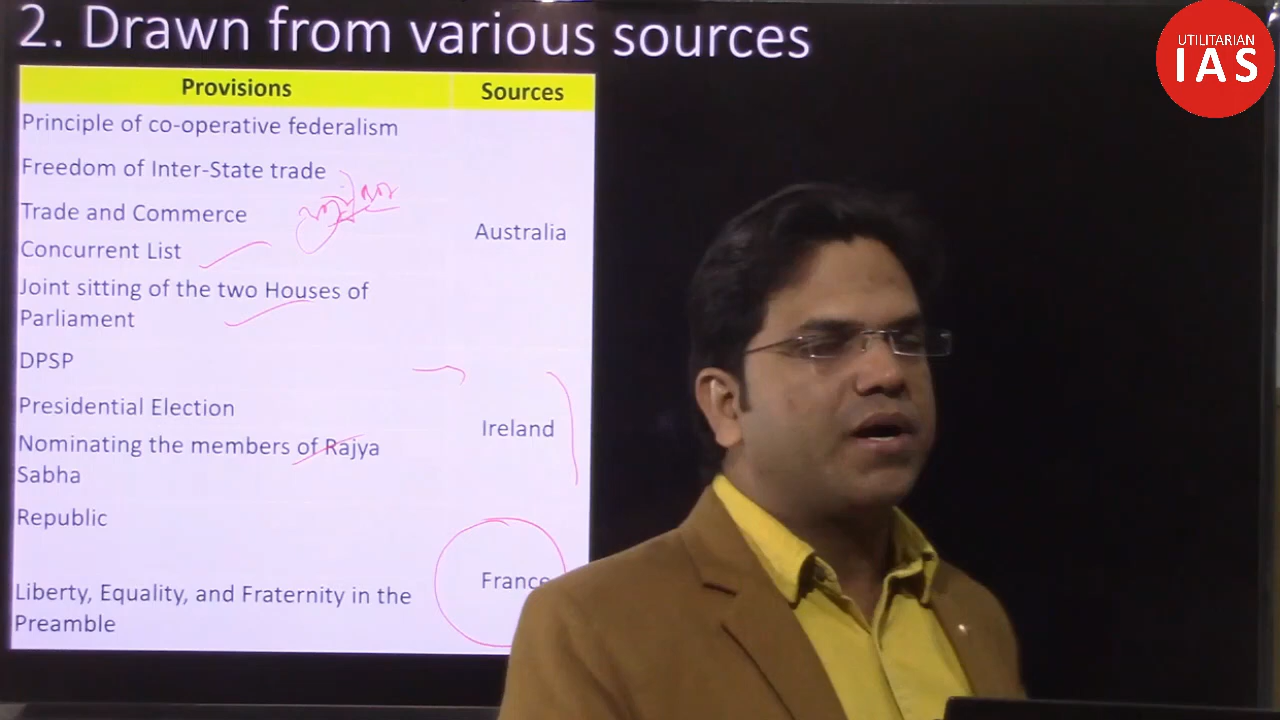 2. Drawn from various sources
UTILITARIAN
IAS
Provisions
Sources
Principle of co-operative federalism
Freedom of Inter-State trade
Trade and Commerce
Concurrent List
Australia
Joint sitting of the two Houses of
Parliament
DPSP
Presidential Election
Ireland
Nominating the members of Rajya
Sabha
Republic
France
Liberty, Equality, and Fraternity in the
Preamble